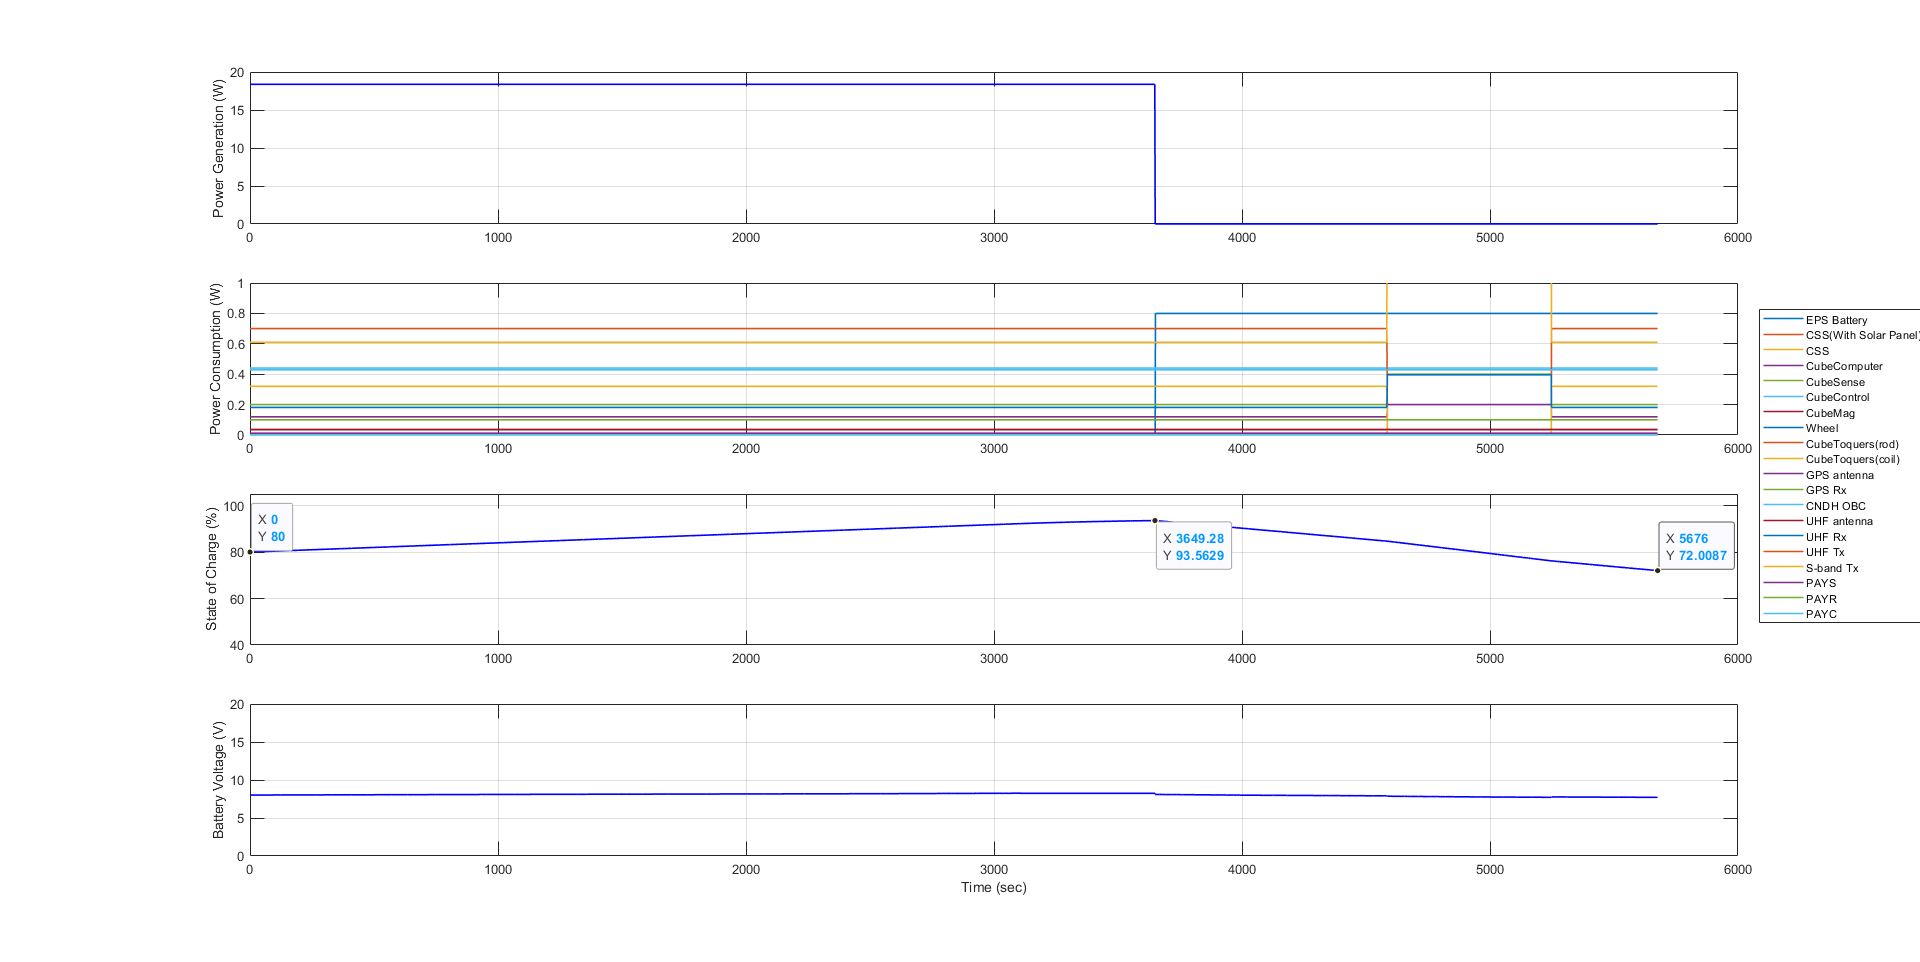 Power Generation (W)
20
15
10
5
0
0 1000 2000 3000 4000 5000 6000
Power Consumption (W)
1
0.8
0.6
0.4
0.2
0
0 1000 2000 3000 4000 5000 6000
EPS Battery
CSS(With Solar Panel)
CSS
CubeComputer
CubeSense
CubeControl
CubeMag
Wheel
CubeToquers(rod)
CubeToquers(coil)
GPS antenna
GPS Rx
CNDH OBC
UHF antenna
UHF Rx
UHF Tx
S-band Tx
PAYS
PAYR
PAYC
State of Charge (%)
100
80
60
40
X 0
Y 80
X 3649.28
Y 93.5629
X 5676
Y 72.0087
0 1000 2000 3000 4000 5000 6000
Battery Voltage (V)
20
15
10
5
0
0 1000 2000 3000 4000 5000 6000
Time (sec)